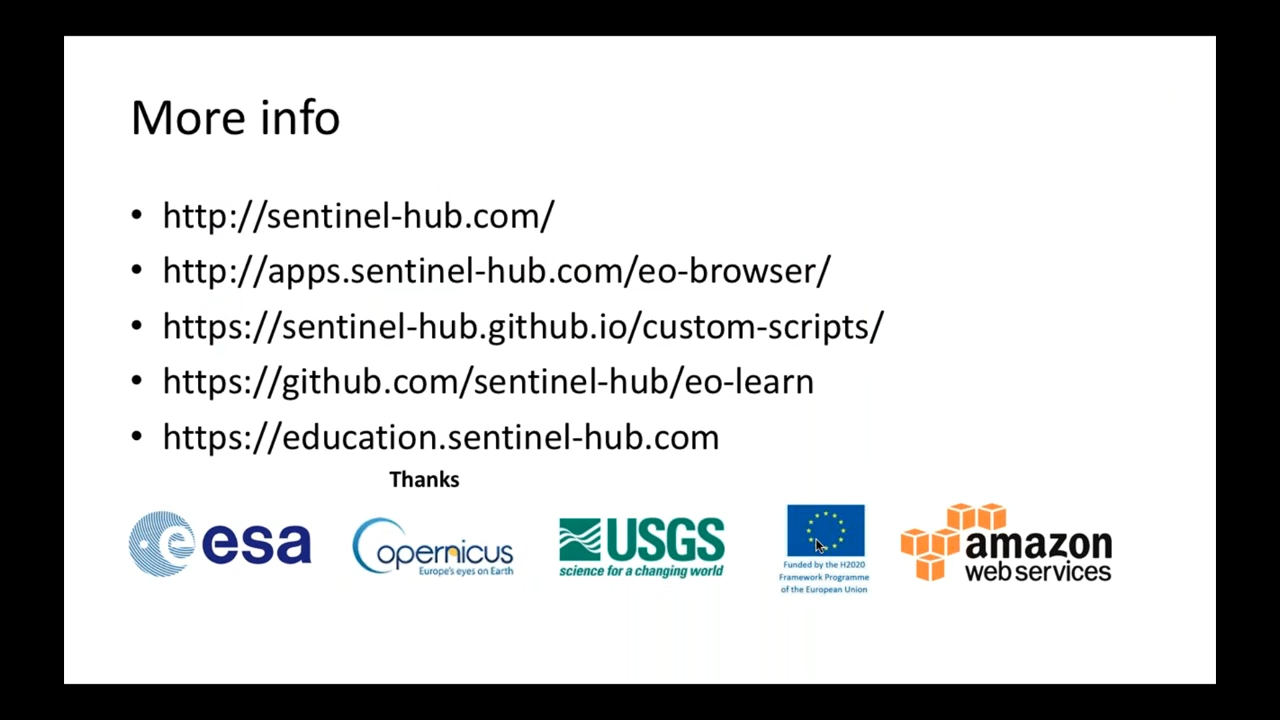 More info
• http://sentinel-hub.com/
• http://apps.sentinel-hub.com/eo-browser/
• https://sentinel-hub.github.io/custom-scripts/
• https://github.com/sentinel-hub/eo-learn
• https://education.sentinel-hub.com
Thanks
esa
opernicus
Europe's eyes on Earth
USGS
science for a changing world
Funded by the H2020
Framework Programme
of the European Union
amazon
web services